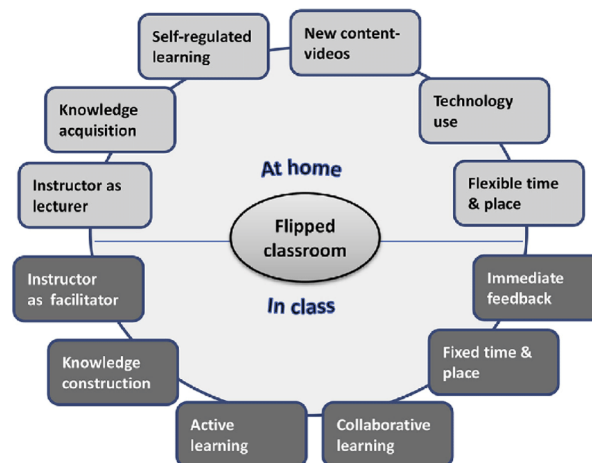 Self-regulated
learning
New content-
videos
Knowledge
acquisition
Technology
use
Instructor as
lecturer
At home
Flexible time
& place
Flipped
classroom
Instructor
as facilitator
In class
Immediate
feedback
Knowledge
construction
Fixed time &
place
Active
learning
Collaborative
learning